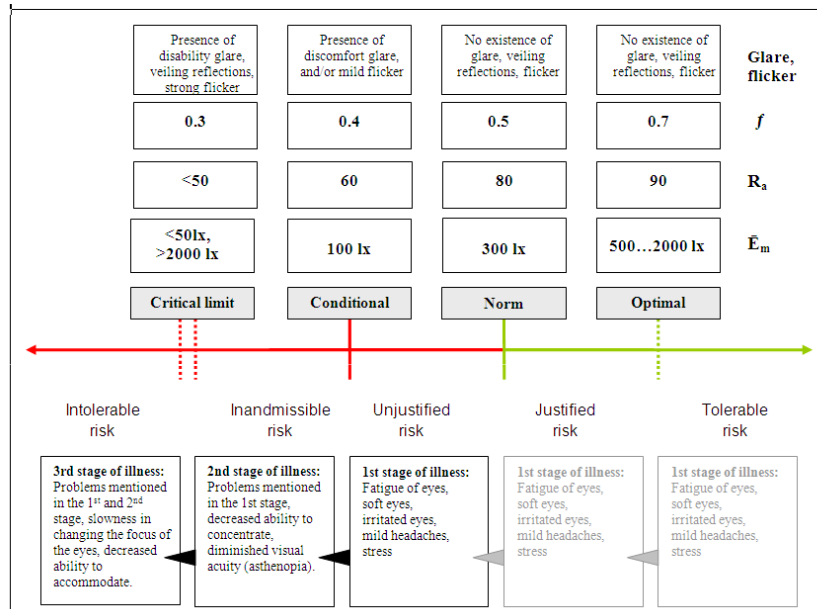 Presence of
disability glare,
veiling reflections,
strong flicker
Presence of
discomfort glare,
and/or mild flicker
No existence of
glare, veiling
reflections, flicker
No existence of
glare, veiling
reflections, flicker
Glare,
flicker
0.3
0.4
0.5
0.7
f
<50
60
80
90
Ra
<50lx,
>2000 lx
100 lx
300 lx
500…2000 lx
Ēm
Critical limit
Conditional
Norm
Optimal
Intolerable
risk
Inandmissible
risk
Unjustified
risk
Justified
risk
Tolerable
risk
3rd stage of illness:
Problems mentioned
in the 1st and 2nd
stage, slowness in
changing the focus of
the eyes, decreased
ability to
accommodate.
2nd stage of illness:
Problems mentioned
in the 1st stage,
decreased ability to
concentrate,
diminished visual
acuity (asthenopia).
1st stage of illness:
Fatigue of eyes,
soft eyes,
irritated eyes,
mild headaches,
stress
1st stage of illness:
Fatigue of eyes,
soft eyes,
irritated eyes,
mild headaches,
stress
1st stage of illness:
Fatigue of eyes,
soft eyes,
irritated eyes,
mild headaches,
stress